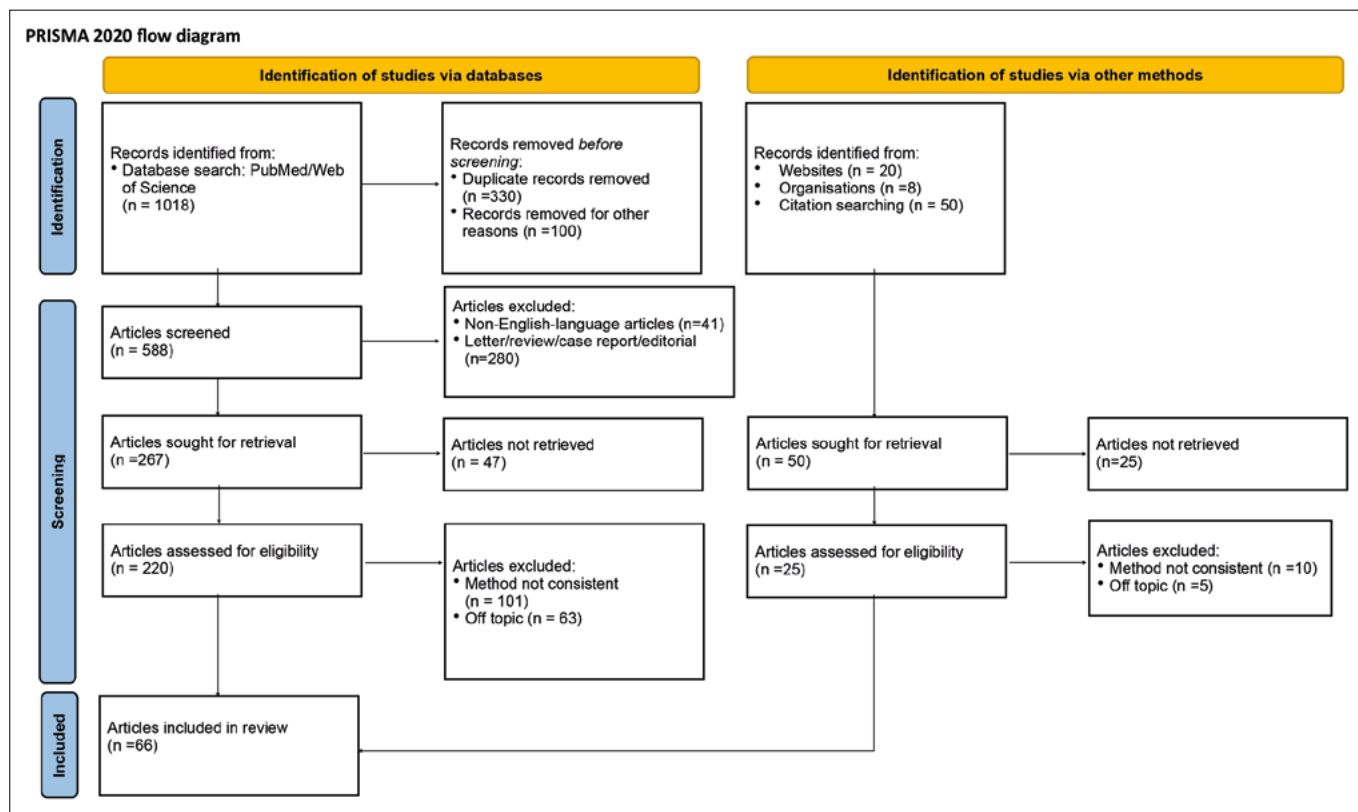 PRISMA 2020 flow diagram
Identification of studies via databases
Identification of studies via other methods
Identification
Records identified from:
• Database search: PubMed/Web
of Science
(n = 1018)
Records removed before
screening:
• Duplicate records removed
(n =330)
• Records removed for other
reasons (n =100)
Records identified from:
• Websites (n = 20)
• Organisations (n =8)
• Citation searching (n = 50)
Screening
Articles screened
(n = 588)
Articles excluded:
• Non-English-language articles (n=41)
• Letter/review/case report/editorial
(n=280)
Articles sought for retrieval
(n =267)
Articles not retrieved
(n = 47)
Articles sought for retrieval
(n = 50)
Articles not retrieved
(n=25)
Articles assessed for eligibility
(n = 220)
Articles excluded:
• Method not consistent
(n = 101)
• Off topic (n = 63)
Articles assessed for eligibility
(n =25)
Articles excluded:
• Method not consistent (n =10)
• Off topic (n =5)
Included
Articles included in review
(n =66)